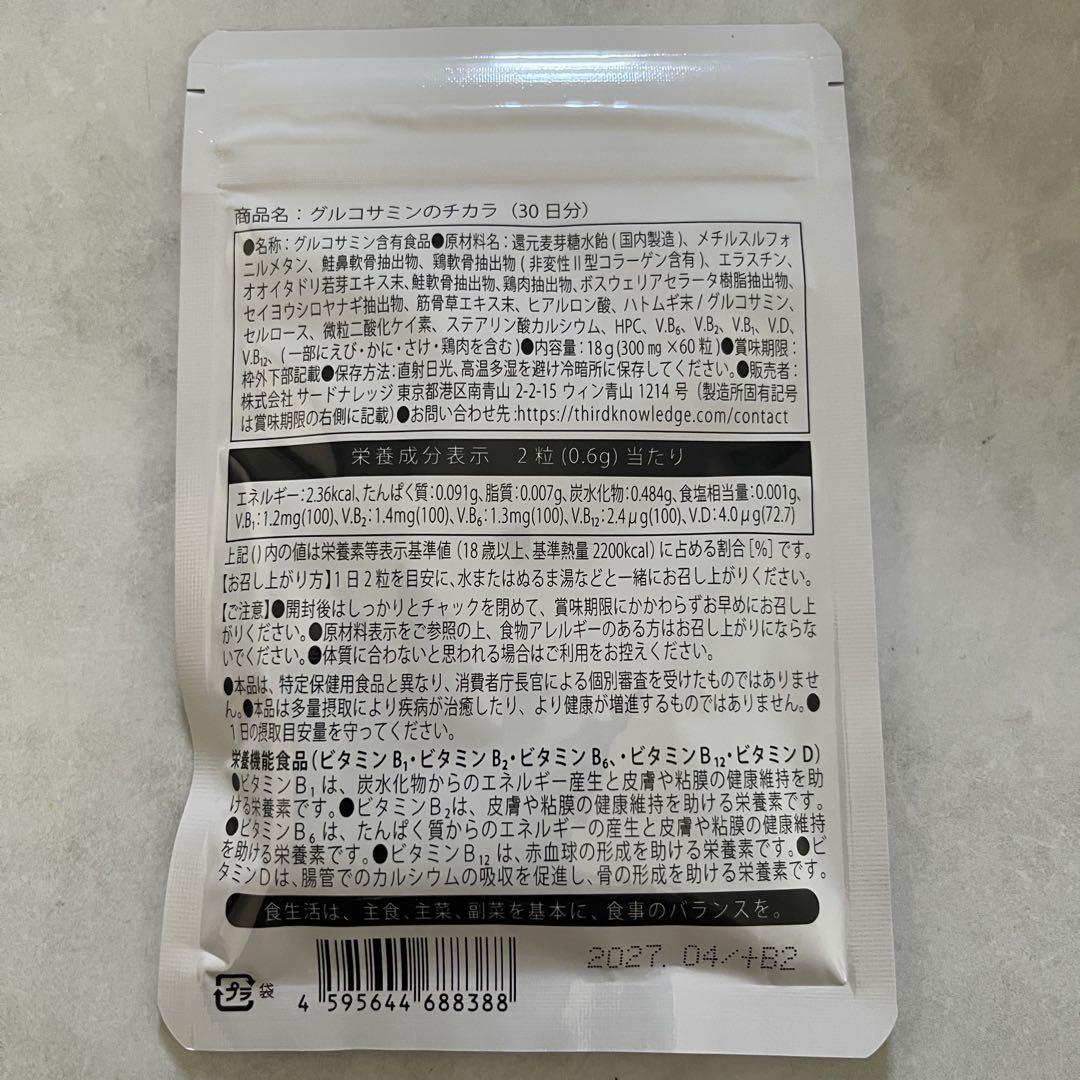 商品名：グルコサミンのチカラ（30日分）
●名称：グルコサミン含有食品●原材料名：還元麦芽糖水飴(国内製造)、メチルスルフォ
ニルメタン、鮭鼻軟骨抽出物、鶏軟骨抽出物(非変性Ⅱ型コラーゲン含有)、エラスチン、
オオイタドリ若芽エキス末、鮭軟骨抽出物、鶏肉抽出物、ボスウェリアセラータ樹脂抽出物、
セイヨウシロヤナギ抽出物、筋骨草エキス末、ヒアルロン酸、ハトムギ末/グルコサミン、
セルロース、微粒二酸化ケイ素、ステアリン酸カルシウム、HPC、V.B₆、V.B₂、V.B₁、V.D、
V.B₁₂、(一部にえび・かに・さけ・鶏肉を含む)●内容量：18g(300㎎×60粒)●賞味期限：
枠外下部記載●保存方法：直射日光、高温多湿を避け冷暗所に保存してください。●販売者：
株式会社 サードナレッジ 東京都港区南青山 2-2-15 ウィン青山 1214 号（製造所固有記号
は賞味期限の右側に記載）●お問い合わせ先:https://thirdknowledge.com/contact
栄養成分表示　2粒(0.6g)当たり
エネルギー：2.36kcal、たんぱく質：0.091g、脂質：0.007g、炭水化物：0.484g、食塩相当量：0.001g、
V.B₁：1.2mg(100)、V.B₂：1.4mg(100)、V.B₆：1.3mg(100)、V.B₁₂：2.4μg(100)、V.D：4.0μg(72.7)
上記()内の値は栄養素等表示基準値（18歳以上、基準熱量2200kcal）に占める割合[%]です。
【お召し上がり方】1日2粒を目安に、水またはぬるま湯などと一緒にお召し上がりください。
【ご注意】●開封後はしっかりとチャックを閉めて、賞味期限にかかわらずお早めにお召し上
がりください。●原材料表示をご参照の上、食物アレルギーのある方はお召し上がりにならな
いでください。●体質に合わないと思われる場合はご利用をお控えください。
●本品は、特定保健用食品と異なり、消費者庁長官による個別審査を受けたものではありませ
ん。●本品は多量摂取により疾病が治癒したり、より健康が増進するものではありません。●
1日の摂取目安量を守ってください。
栄養機能食品(ビタミンB₁・ビタミンB₂・ビタミンB₆、・ビタミンB₁₂・ビタミンD)
●ビタミンB₁は、炭水化物からのエネルギー産生と皮膚や粘膜の健康維持を助
ける栄養素です。●ビタミンB₂は、皮膚や粘膜の健康維持を助ける栄養素です。
●ビタミンB₆は、たんぱく質からのエネルギーの産生と皮膚や粘膜の健康維持
を助ける栄養素です。●ビタミンB₁₂は、赤血球の形成を助ける栄養素です。●ビ
タミンDは、腸管でのカルシウムの吸収を促進し、骨の形成を助ける栄養素です。
食生活は、主食、主菜、副菜を基本に、食事のバランスを。
2027.04/+B2
プラ 袋
4 595644 688388